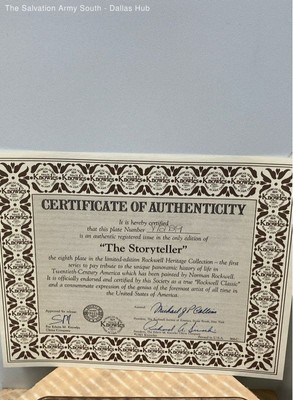 The Salvation Army South - Dallas Hub
CERTIFICATE OF AUTHENTICITY
It is hereby certified
that this plate Number
is an authentic registered issue in the only edition of
"The Storyteller"
the eighth plate in the limited-edition Rockwell Heritage Collection—the first
series to pay tribute to the unique panoramic history of life in
Twentieth-Century America which has been painted by Norman Rockwell.
It is officially endorsed and certified by this Society as a true "Rockwell Classic"
and a consummate expression of the genius of the foremost artist of all time in
the United States of America.
Knowles